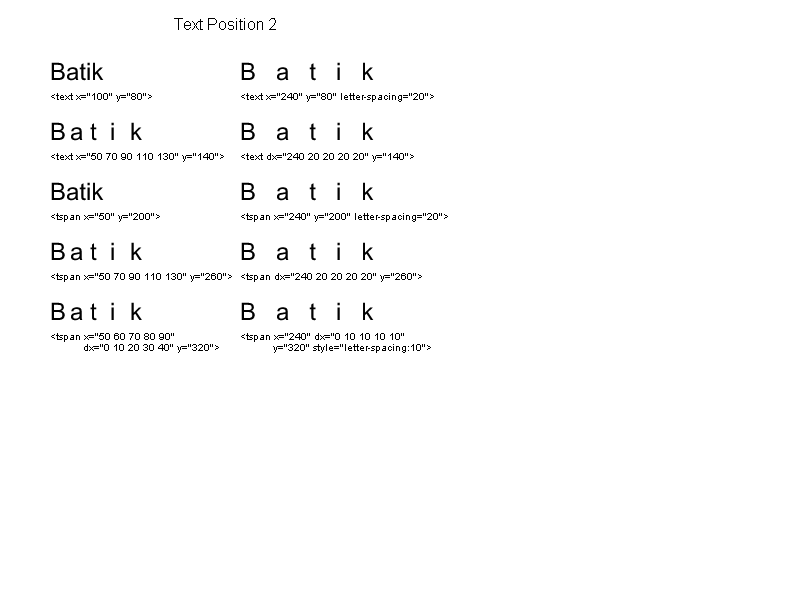 Text Position 2
Batik
B a t i k
<text x="100" y="80">
<text x="240" y="80" letter-spacing="20">
B a t i k
B a t i k
<text x="50 70 90 110 130" y="140">
<text dx="240 20 20 20 20" y="140">
Batik
B a t i k
<tspan x="50" y="200">
<tspan x="240" y="200" letter-spacing="20">
B a t i k
B a t i k
<tspan x="50 70 90 110 130" y="260">
<tspan dx="240 20 20 20 20" y="260">
B a t i k
B a t i k
<tspan x="50 60 70 80 90"
dx="0 10 20 30 40" y="320">
<tspan x="240" dx="0 10 10 10 10"
y="320" style="letter-spacing:10">